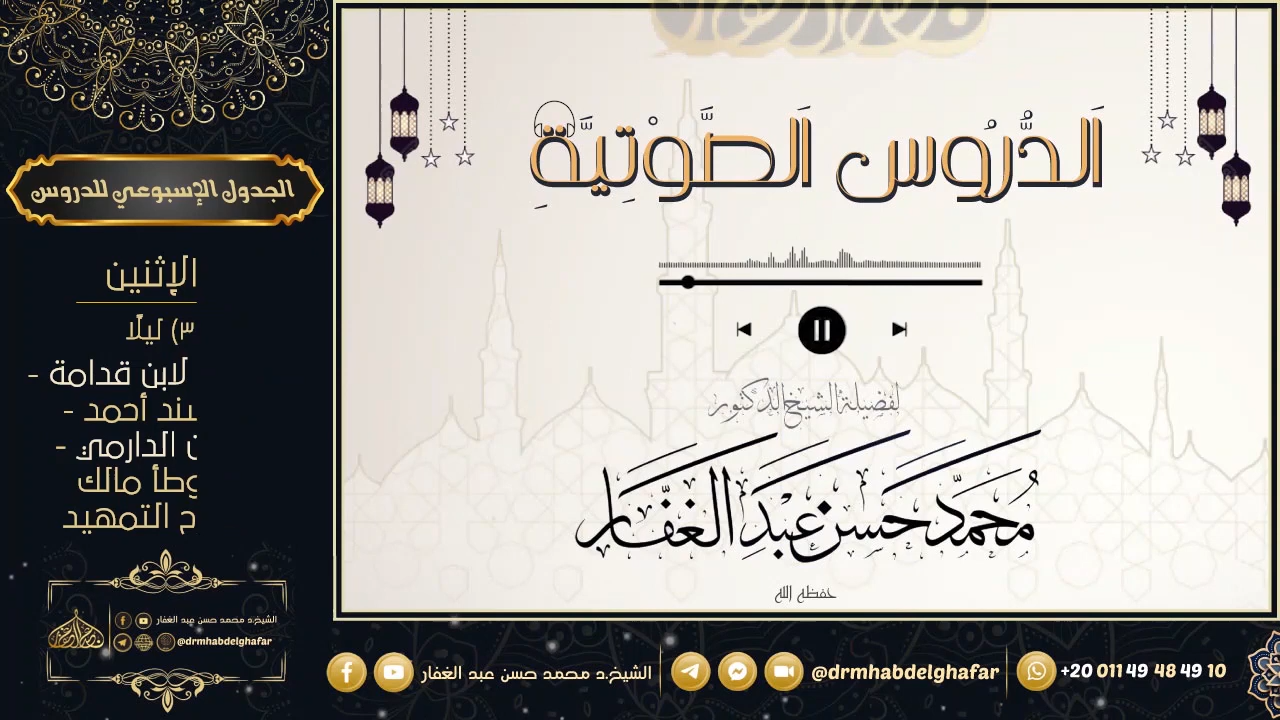 الدُّرُوس الصَّوْتِيَّةِ
لفضيلة الشيخ الدكتور
مُحَمَّد حَسَن عَبْدَ الْغَفَّار
حفظه الله
الجدول الإسبوعي للدروس
الإثنين
٣) ليلًا
لابن قدامة -
ند أحمد -
ن الدارمي -
وطأ مالك
ح التمهيد
الشيخ.د محمد حسن عبد الغفار
@drmhabdelghafar
الشيخ.د محمد حسن عبد الغفار
@drmhabdelghafar
+20 011 49 48 49 10